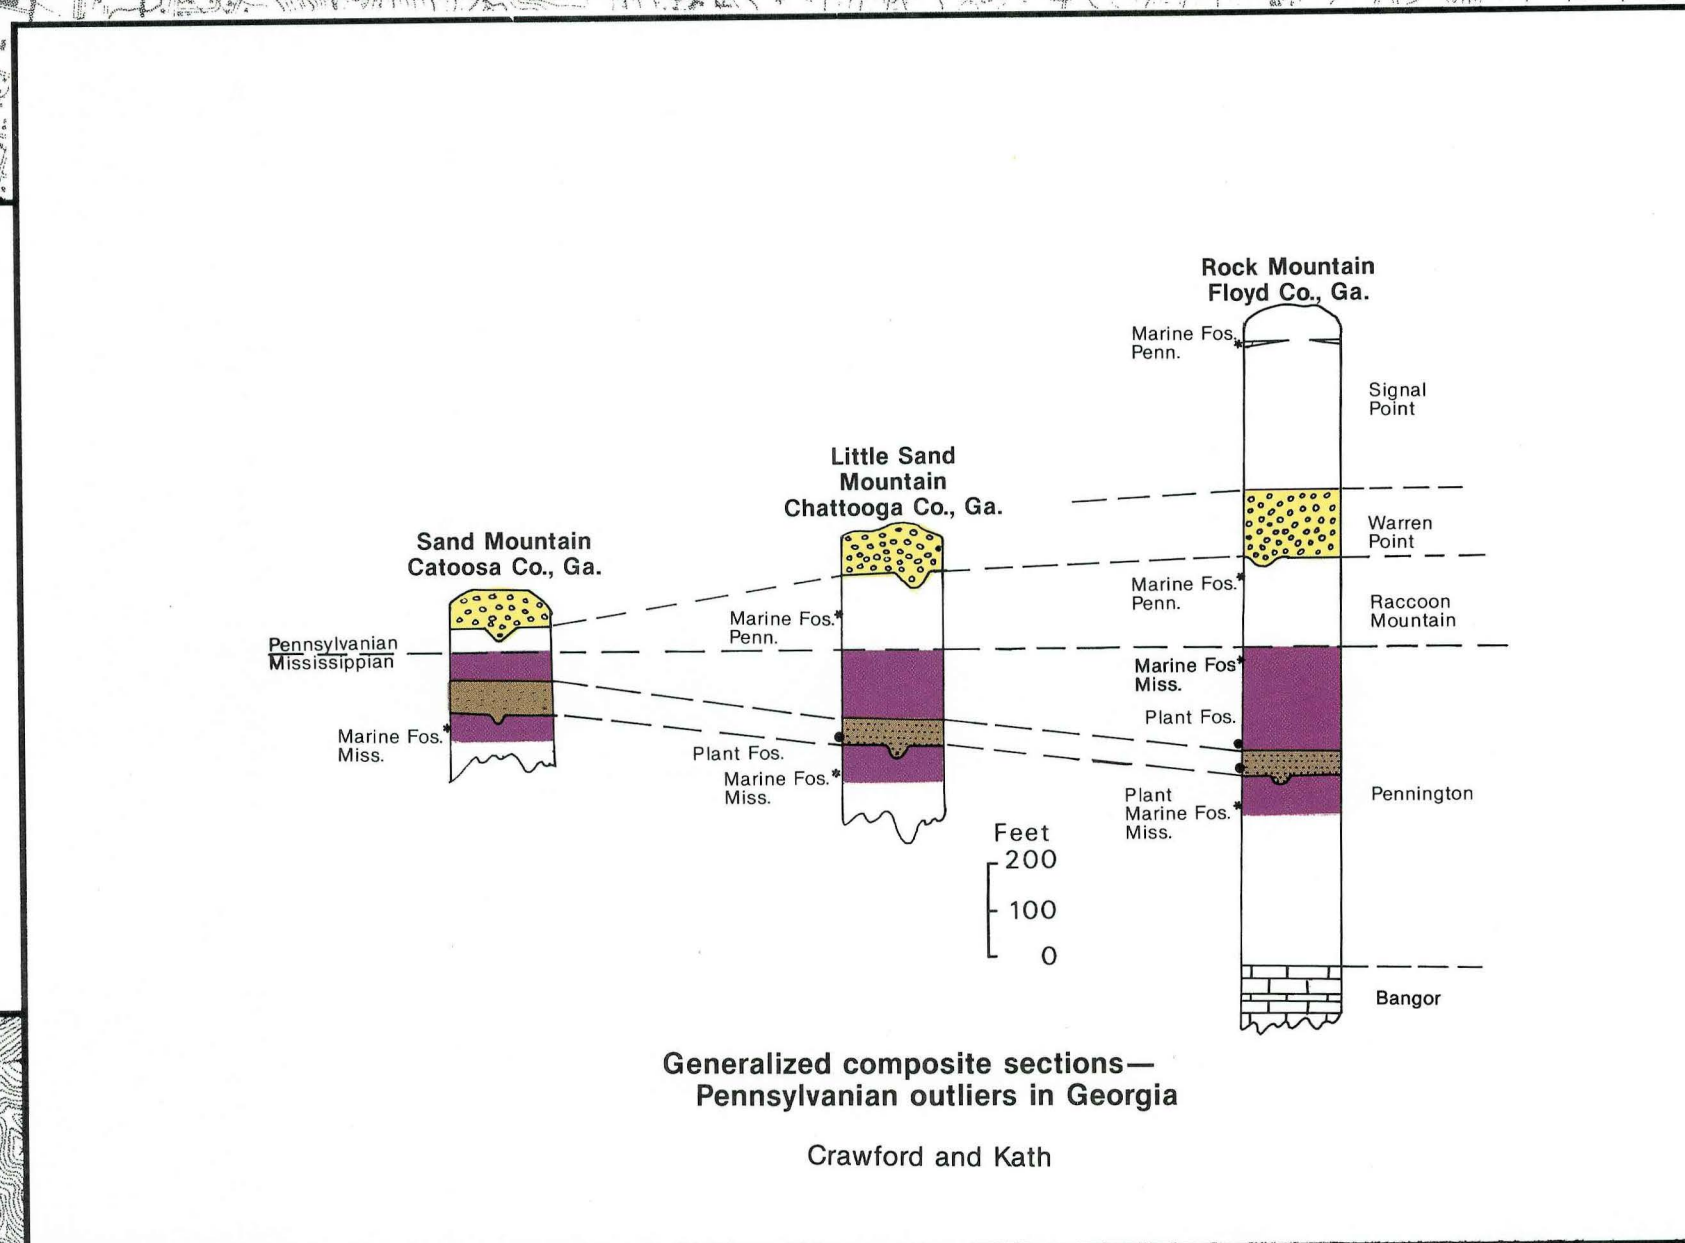 Rock Mountain
Floyd Co., Ga.
Marine Fos.
Penn.
Signal
Point
Little Sand
Mountain
Chattooga Co., Ga.
Warren
Point
Sand Mountain
Catoosa Co., Ga.
Marine Fos.
Penn.
Raccoon
Mountain
Marine Fos.
Penn.
Pennsylvanian
Mississippian
Marine Fos
Miss.
Plant Fos.
Marine Fos.
Miss.
Plant Fos.
Marine Fos.
Miss.
Plant
Marine Fos.
Miss.
Pennington
Feet
200
100
0
Bangor
Generalized composite sections—
Pennsylvanian outliers in Georgia
Crawford and Kath